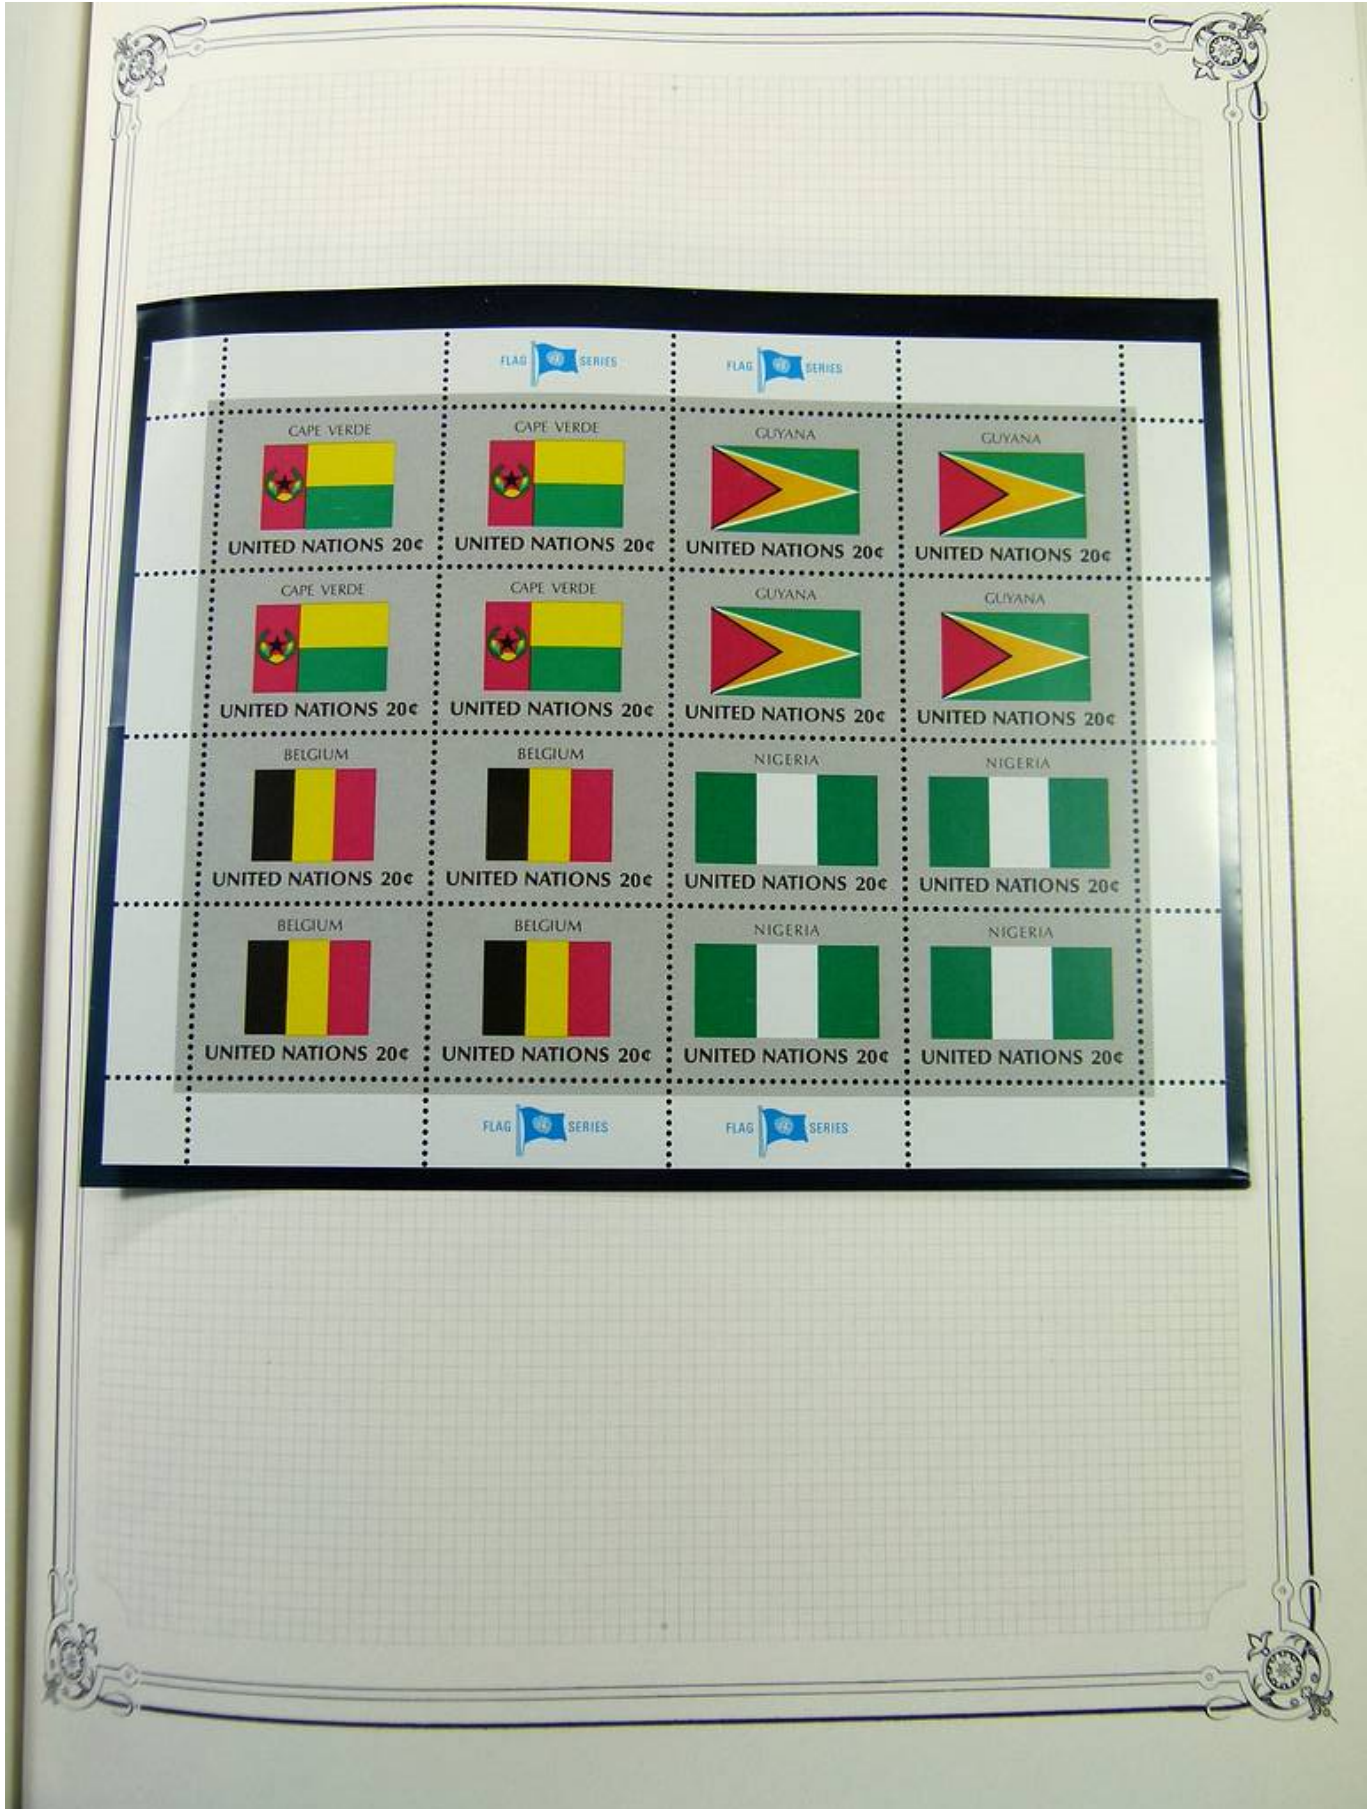 FLAG SERIES FLAG SERIES
CAPE VERDE CAPE VERDE GUYANA GUYANA
UNITED NATIONS 20¢ UNITED NATIONS 20¢ UNITED NATIONS 20¢ UNITED NATIONS 20¢
CAPE VERDE CAPE VERDE GUYANA GUYANA
UNITED NATIONS 20¢ UNITED NATIONS 20¢ UNITED NATIONS 20¢ UNITED NATIONS 20¢
BELGIUM BELGIUM NIGERIA NIGERIA
UNITED NATIONS 20¢ UNITED NATIONS 20¢ UNITED NATIONS 20¢ UNITED NATIONS 20¢
BELGIUM BELGIUM NIGERIA NIGERIA
UNITED NATIONS 20¢ UNITED NATIONS 20¢ UNITED NATIONS 20¢ UNITED NATIONS 20¢
FLAG SERIES FLAG SERIES